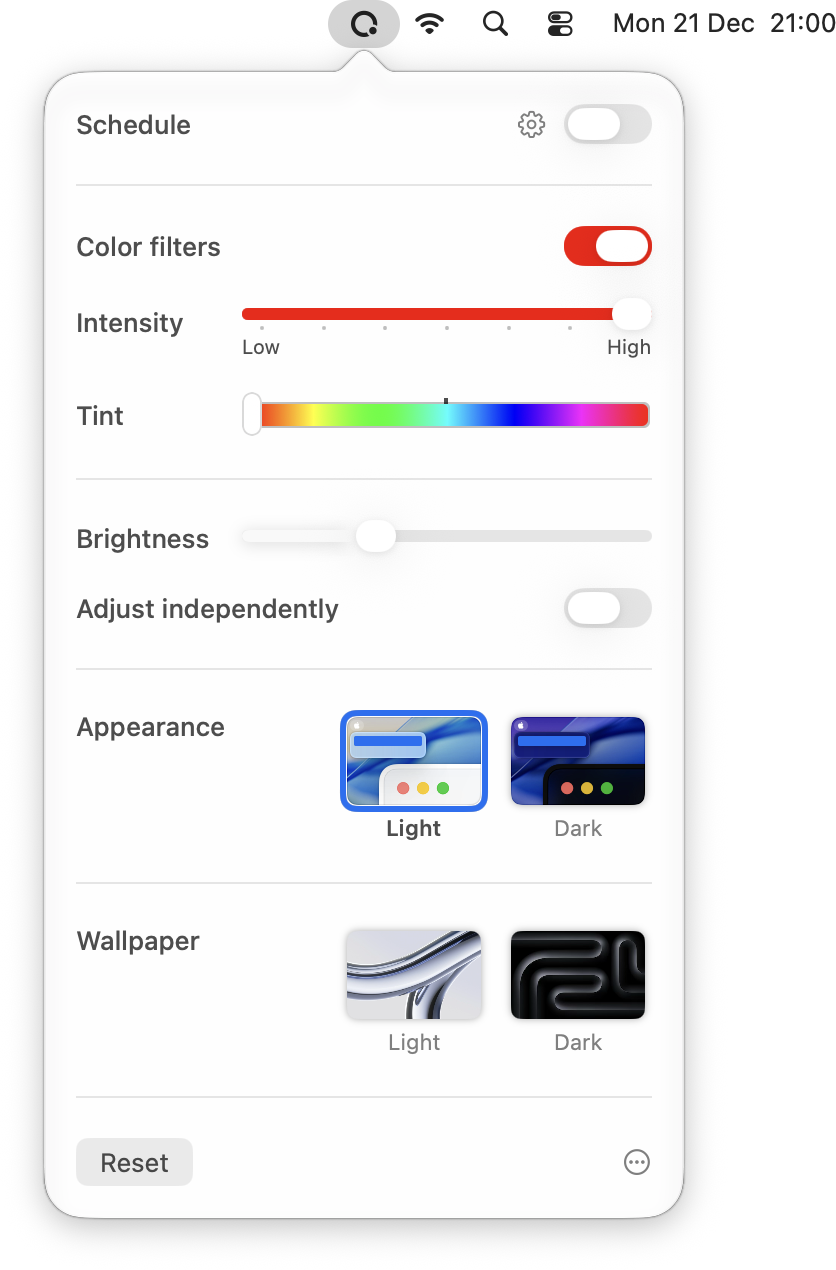 Mon 21 Dec 21:00
Schedule
Color filters
Intensity
Low High
Tint
Brightness
Adjust independently
Appearance
Light Dark
Wallpaper
Light Dark
Reset